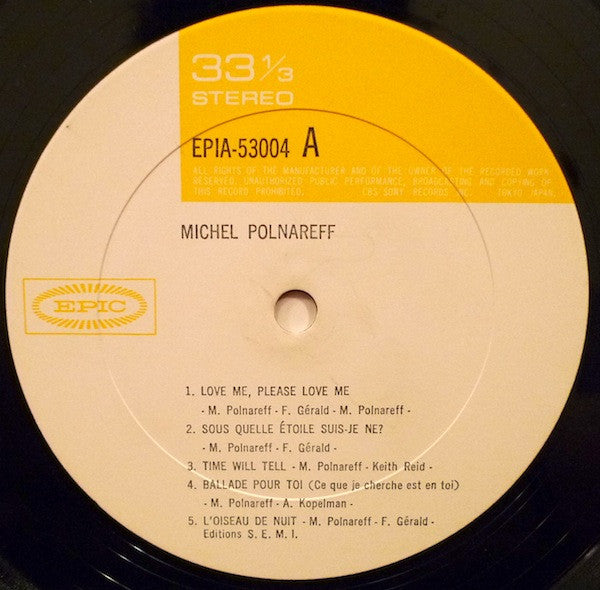 33 1/3
STEREO
EPIA-53004 A
ALL RIGHTS OF THE MANUFACTURER AND OF THE OWNER OF THE RECORDED WORK
RESERVED. UNAUTHORIZED PUBLIC PERFORMANCE, BROADCASTING AND COPYING OF
THIS RECORD PROHIBITED. CBS SONY RECORDS INC. TOKYO JAPAN.
MICHEL POLNAREFF
EPIC
1. LOVE ME, PLEASE LOVE ME
- M. Polnareff - F. Gérald - M. Polnareff -
2. SOUS QUELLE ÉTOILE SUIS-JE NE?
- M. Polnareff - F. Gérald -
3. TIME WILL TELL - M. Polnareff - Keith Reid -
4. BALLADE POUR TOI (Ce que je cherche est en toi)
- M. Polnareff - A. Kopelman -
5. L'OISEAU DE NUIT - M. Polnareff - F. Gérald -
Editions S. E. M. I.